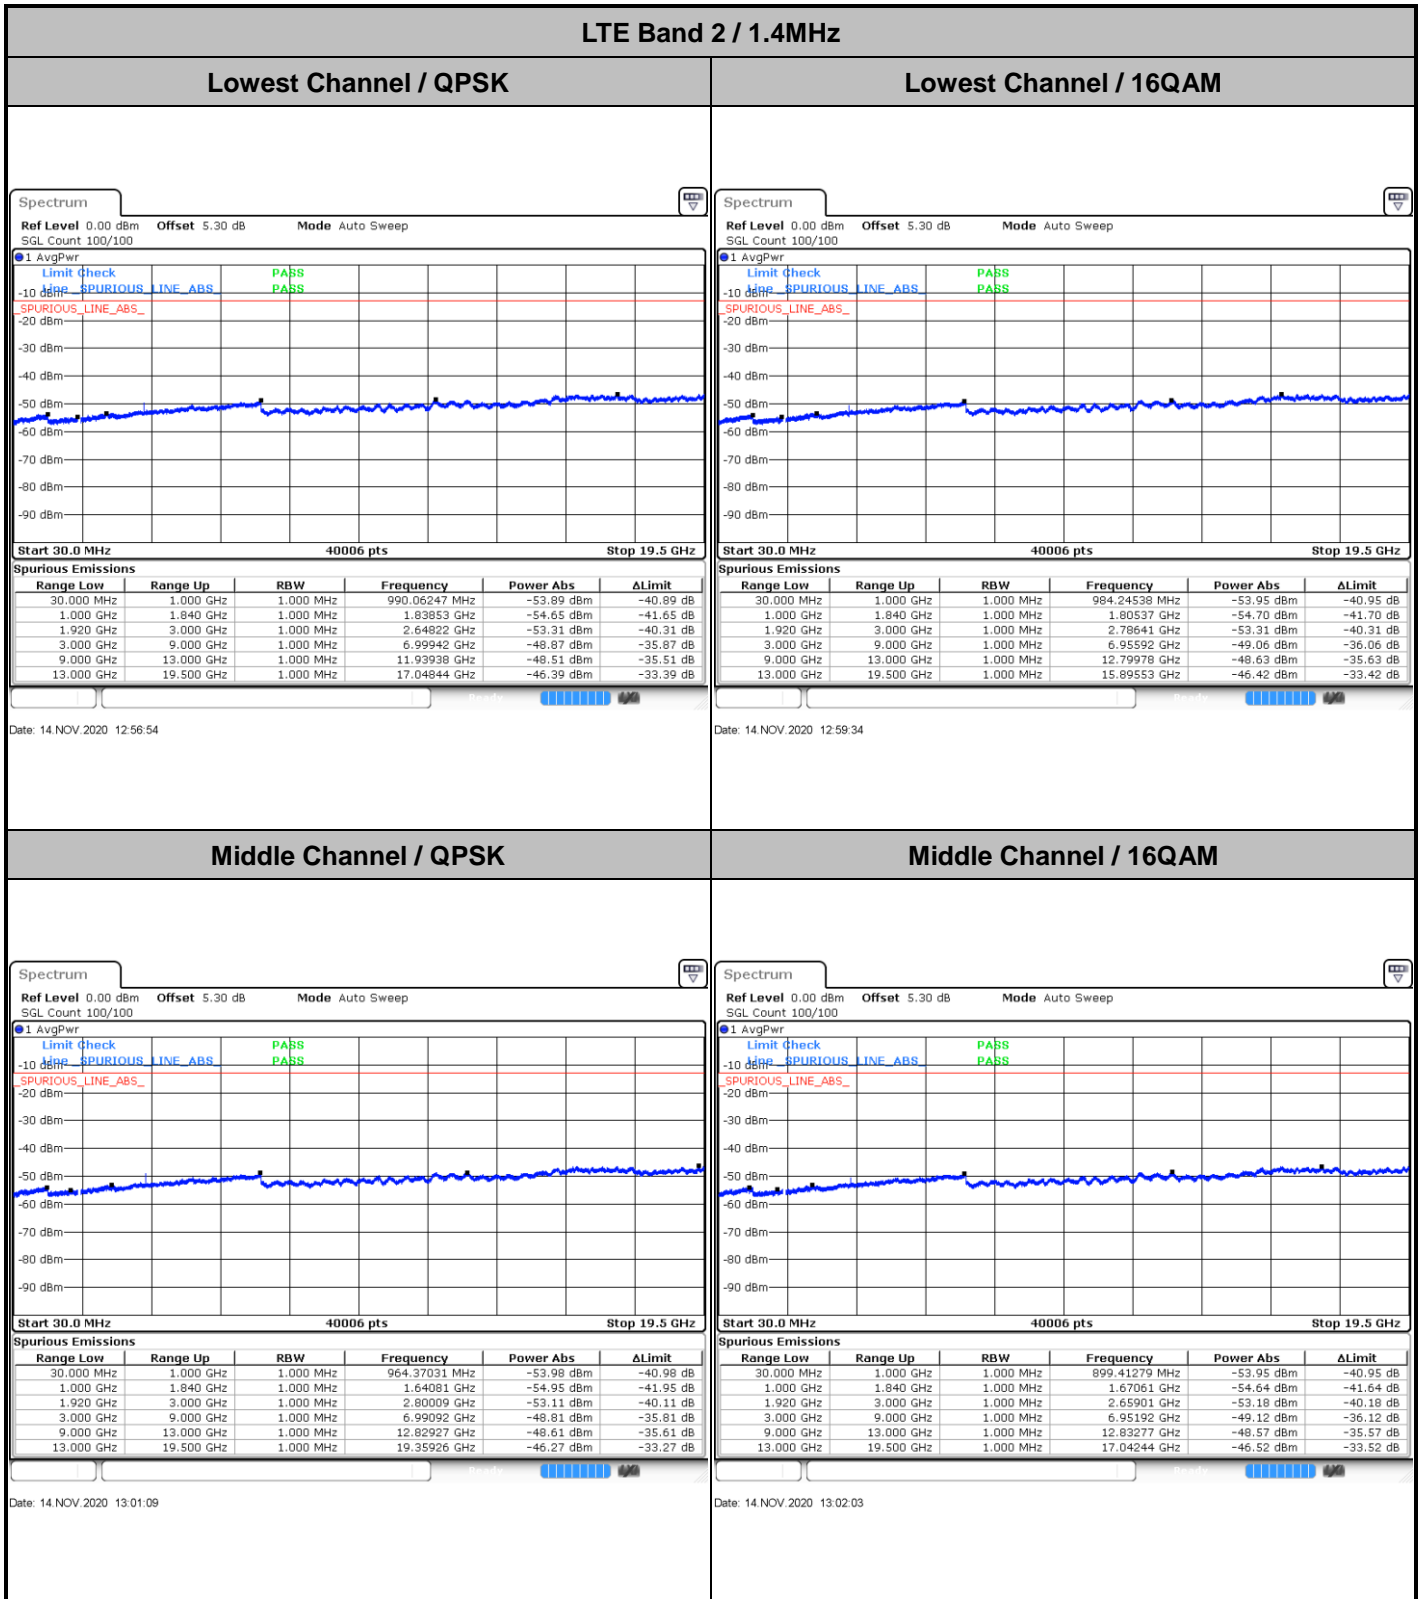 LTE Band 2 / 1.4MHz
Lowest Channel / QPSK
Lowest Channel / 16QAM
Spectrum
Ref Level 0.00 dBm Offset 5.30 dB Mode Auto Sweep
SGL Count 100/100
1 AvgPwr
Limit Check PASS
Line _SPURIOUS_LINE_ABS_ PASS
-10 dBm
_SPURIOUS_LINE_ABS_
-20 dBm
-30 dBm
-40 dBm
-50 dBm
-60 dBm
-70 dBm
-80 dBm
-90 dBm
Start 30.0 MHz 40006 pts Stop 19.5 GHz
Spurious Emissions
Range Low Range Up RBW Frequency Power Abs ΔLimit
30.000 MHz 1.000 GHz 1.000 MHz 990.06247 MHz -53.89 dBm -40.89 dB
1.000 GHz 1.840 GHz 1.000 MHz 1.83853 GHz -54.65 dBm -41.65 dB
1.920 GHz 3.000 GHz 1.000 MHz 2.64822 GHz -53.31 dBm -40.31 dB
3.000 GHz 9.000 GHz 1.000 MHz 6.99942 GHz -48.87 dBm -35.87 dB
9.000 GHz 13.000 GHz 1.000 MHz 11.93938 GHz -48.51 dBm -35.51 dB
13.000 GHz 19.500 GHz 1.000 MHz 17.04844 GHz -46.39 dBm -33.39 dB
Ready
Date: 14.NOV.2020 12:56:54
Spectrum
Ref Level 0.00 dBm Offset 5.30 dB Mode Auto Sweep
SGL Count 100/100
1 AvgPwr
Limit Check PASS
Line _SPURIOUS_LINE_ABS_ PASS
-10 dBm
_SPURIOUS_LINE_ABS_
-20 dBm
-30 dBm
-40 dBm
-50 dBm
-60 dBm
-70 dBm
-80 dBm
-90 dBm
Start 30.0 MHz 40006 pts Stop 19.5 GHz
Spurious Emissions
Range Low Range Up RBW Frequency Power Abs ΔLimit
30.000 MHz 1.000 GHz 1.000 MHz 984.24538 MHz -53.95 dBm -40.95 dB
1.000 GHz 1.840 GHz 1.000 MHz 1.80537 GHz -54.70 dBm -41.70 dB
1.920 GHz 3.000 GHz 1.000 MHz 2.78641 GHz -53.31 dBm -40.31 dB
3.000 GHz 9.000 GHz 1.000 MHz 6.95592 GHz -49.06 dBm -36.06 dB
9.000 GHz 13.000 GHz 1.000 MHz 12.79978 GHz -48.63 dBm -35.63 dB
13.000 GHz 19.500 GHz 1.000 MHz 15.89553 GHz -46.42 dBm -33.42 dB
Ready
Date: 14.NOV.2020 12:59:34
Middle Channel / QPSK
Middle Channel / 16QAM
Spectrum
Ref Level 0.00 dBm Offset 5.30 dB Mode Auto Sweep
SGL Count 100/100
1 AvgPwr
Limit Check PASS
Line _SPURIOUS_LINE_ABS_ PASS
-10 dBm
_SPURIOUS_LINE_ABS_
-20 dBm
-30 dBm
-40 dBm
-50 dBm
-60 dBm
-70 dBm
-80 dBm
-90 dBm
Start 30.0 MHz 40006 pts Stop 19.5 GHz
Spurious Emissions
Range Low Range Up RBW Frequency Power Abs ΔLimit
30.000 MHz 1.000 GHz 1.000 MHz 964.37031 MHz -53.98 dBm -40.98 dB
1.000 GHz 1.840 GHz 1.000 MHz 1.64081 GHz -54.95 dBm -41.95 dB
1.920 GHz 3.000 GHz 1.000 MHz 2.80009 GHz -53.11 dBm -40.11 dB
3.000 GHz 9.000 GHz 1.000 MHz 6.99092 GHz -48.81 dBm -35.81 dB
9.000 GHz 13.000 GHz 1.000 MHz 12.82927 GHz -48.61 dBm -35.61 dB
13.000 GHz 19.500 GHz 1.000 MHz 19.35926 GHz -46.27 dBm -33.27 dB
Ready
Date: 14.NOV.2020 13:01:09
Spectrum
Ref Level 0.00 dBm Offset 5.30 dB Mode Auto Sweep
SGL Count 100/100
1 AvgPwr
Limit Check PASS
Line _SPURIOUS_LINE_ABS_ PASS
-10 dBm
_SPURIOUS_LINE_ABS_
-20 dBm
-30 dBm
-40 dBm
-50 dBm
-60 dBm
-70 dBm
-80 dBm
-90 dBm
Start 30.0 MHz 40006 pts Stop 19.5 GHz
Spurious Emissions
Range Low Range Up RBW Frequency Power Abs ΔLimit
30.000 MHz 1.000 GHz 1.000 MHz 899.41279 MHz -53.95 dBm -40.95 dB
1.000 GHz 1.840 GHz 1.000 MHz 1.67061 GHz -54.64 dBm -41.64 dB
1.920 GHz 3.000 GHz 1.000 MHz 2.65901 GHz -53.18 dBm -40.18 dB
3.000 GHz 9.000 GHz 1.000 MHz 6.95192 GHz -49.12 dBm -36.12 dB
9.000 GHz 13.000 GHz 1.000 MHz 12.83277 GHz -48.57 dBm -35.57 dB
13.000 GHz 19.500 GHz 1.000 MHz 17.04244 GHz -46.52 dBm -33.52 dB
Ready
Date: 14.NOV.2020 13:02:03